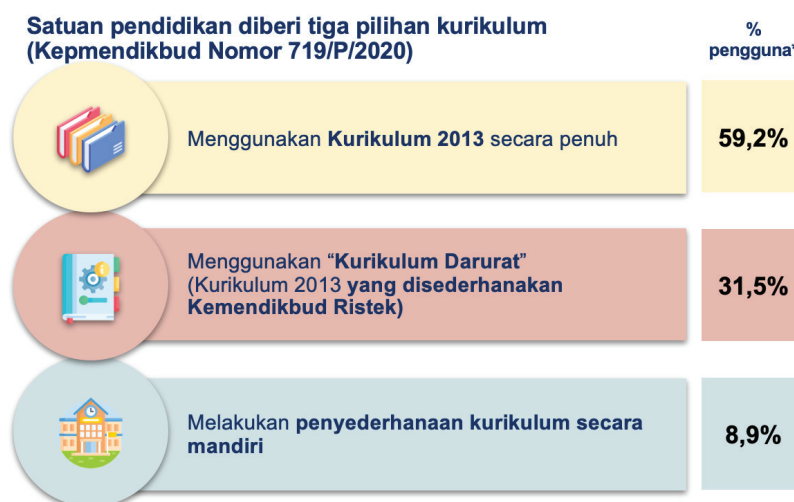 Satuan pendidikan diberi tiga pilihan kurikulum
(Kepmendikbud Nomor 719/P/2020)
%
pengguna*
Menggunakan Kurikulum 2013 secara penuh
59,2%
Menggunakan “Kurikulum Darurat”
(Kurikulum 2013 yang disederhanakan
Kemendikbud Ristek)
31,5%
Melakukan penyederhanaan kurikulum secara
mandiri
8,9%